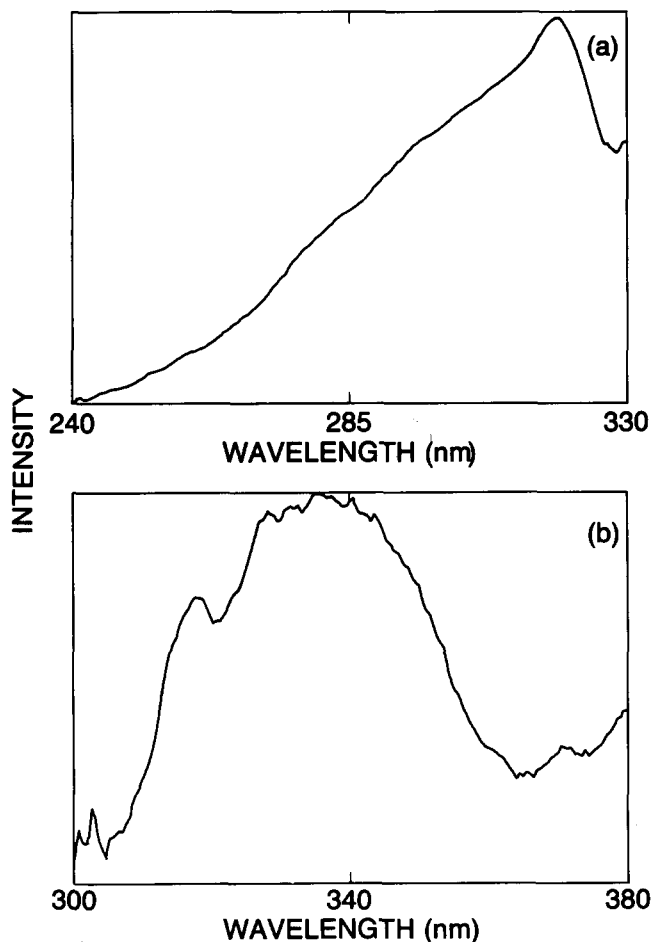 (a)
240 285 330
WAVELENGTH (nm)
INTENSITY
(b)
300 340 380
WAVELENGTH (nm)